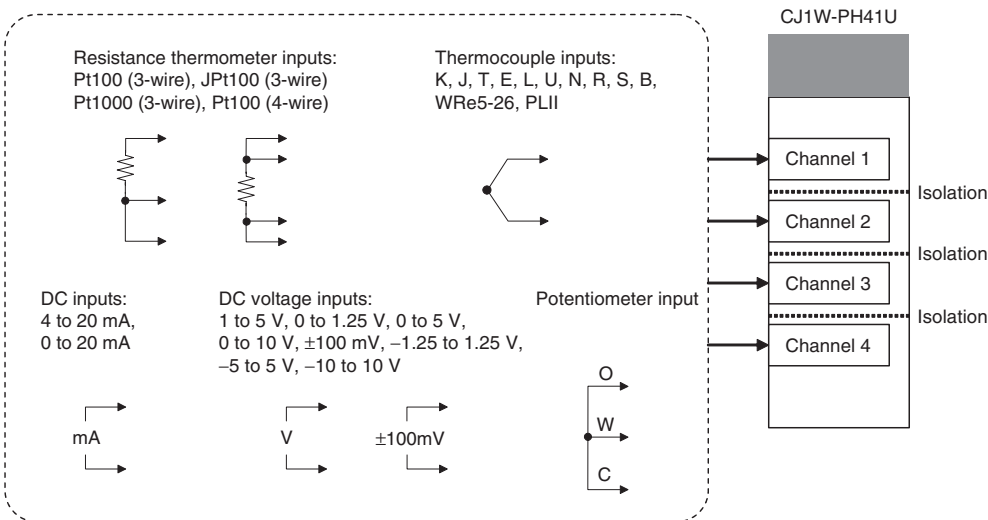 CJ1W-PH41U
Resistance thermometer inputs:
Pt100 (3-wire), JPt100 (3-wire)
Pt1000 (3-wire), Pt100 (4-wire)
Thermocouple inputs:
K, J, T, E, L, U, N, R, S, B,
WRe5-26, PLII
Channel 1
Isolation
Channel 2
Isolation
Channel 3
Isolation
Channel 4
DC inputs:
4 to 20 mA,
0 to 20 mA
DC voltage inputs:
1 to 5 V, 0 to 1.25 V, 0 to 5 V,
0 to 10 V, ±100 mV, −1.25 to 1.25 V,
−5 to 5 V, −10 to 10 V
Potentiometer input
mA
V
±100mV
O
W
C